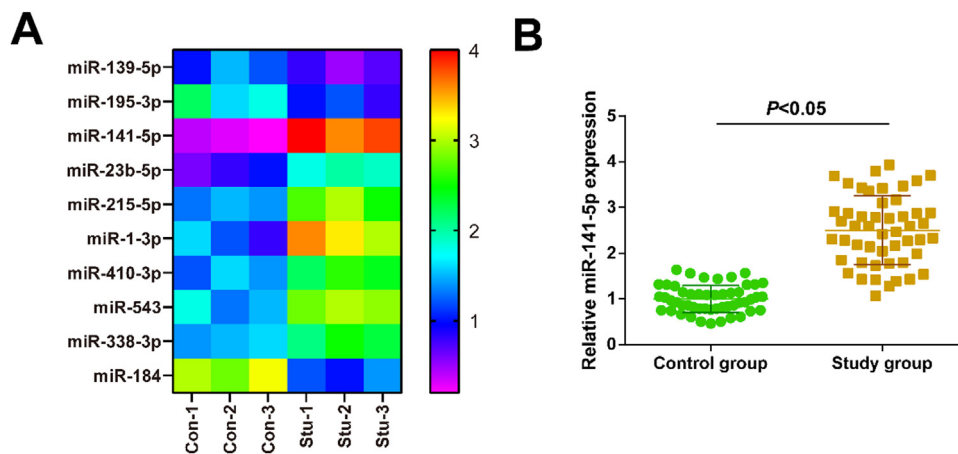 A
miR-139-5p
miR-195-3p
miR-141-5p
miR-23b-5p
miR-215-5p
miR-1-3p
miR-410-3p
miR-543
miR-338-3p
miR-184
Con-1
Con-2
Con-3
Stu-1
Stu-2
Stu-3
4
3
2
1
B
P<0.05
Relative miR-141-5p expression
5
4
3
2
1
0
Control group
Study group